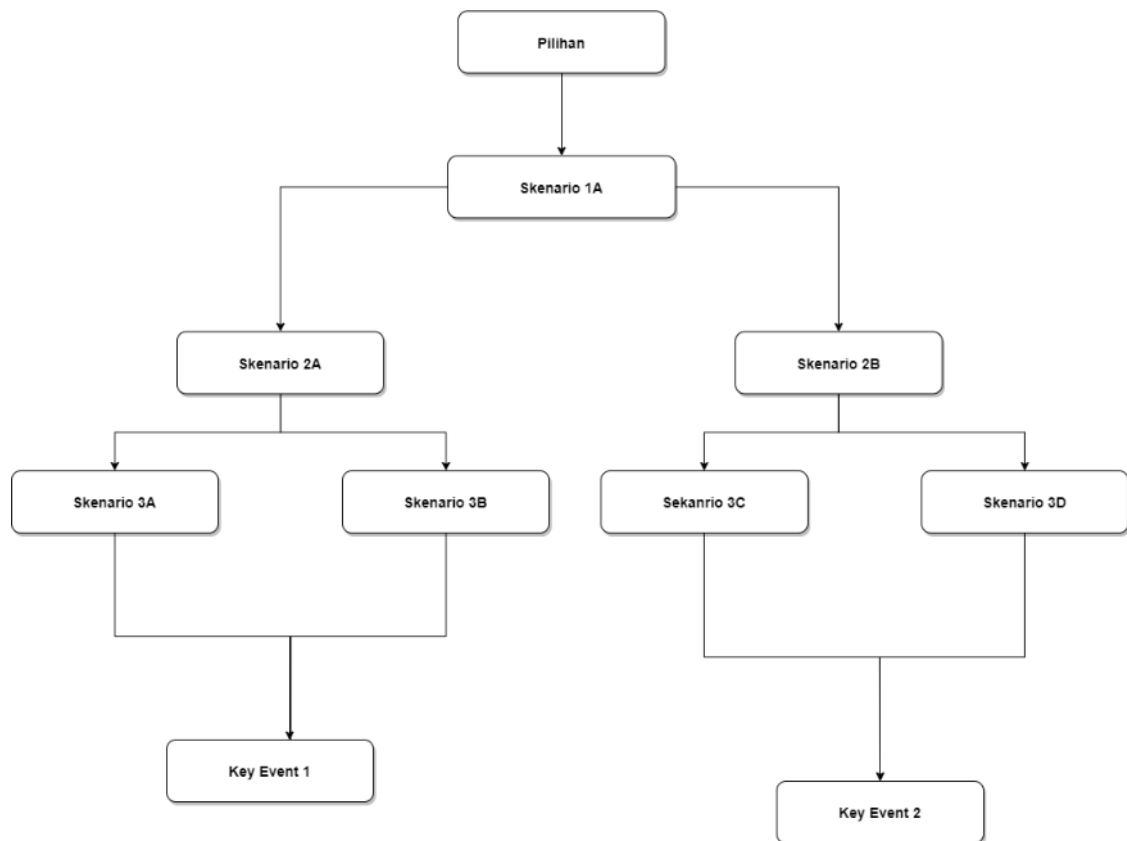 Pilihan
Skenario 1A
Skenario 2A
Skenario 2B
Skenario 3A
Skenario 3B
Sekanrio 3C
Skenario 3D
Key Event 1
Key Event 2